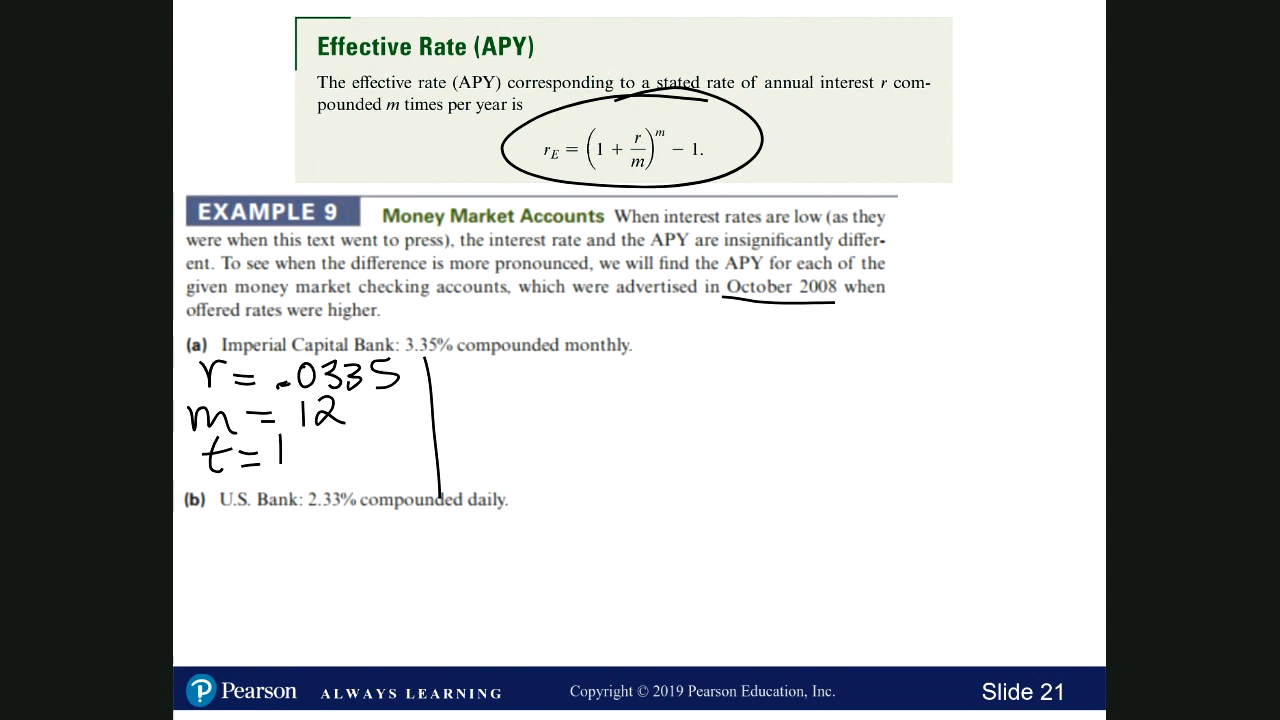 Effective Rate (APY)
The effective rate (APY) corresponding to a stated rate of annual interest r com-
pounded m times per year is
r_E = (1 + r/m)^m − 1.
EXAMPLE 9 Money Market Accounts When interest rates are low (as they
were when this text went to press), the interest rate and the APY are insignificantly differ-
ent. To see when the difference is more pronounced, we will find the APY for each of the
given money market checking accounts, which were advertised in October 2008 when
offered rates were higher.
(a) Imperial Capital Bank: 3.35% compounded monthly.
r = .0335
m = 12
t = 1
(b) U.S. Bank: 2.33% compounded daily.
P Pearson ALWAYS LEARNING Copyright © 2019 Pearson Education, Inc. Slide 21